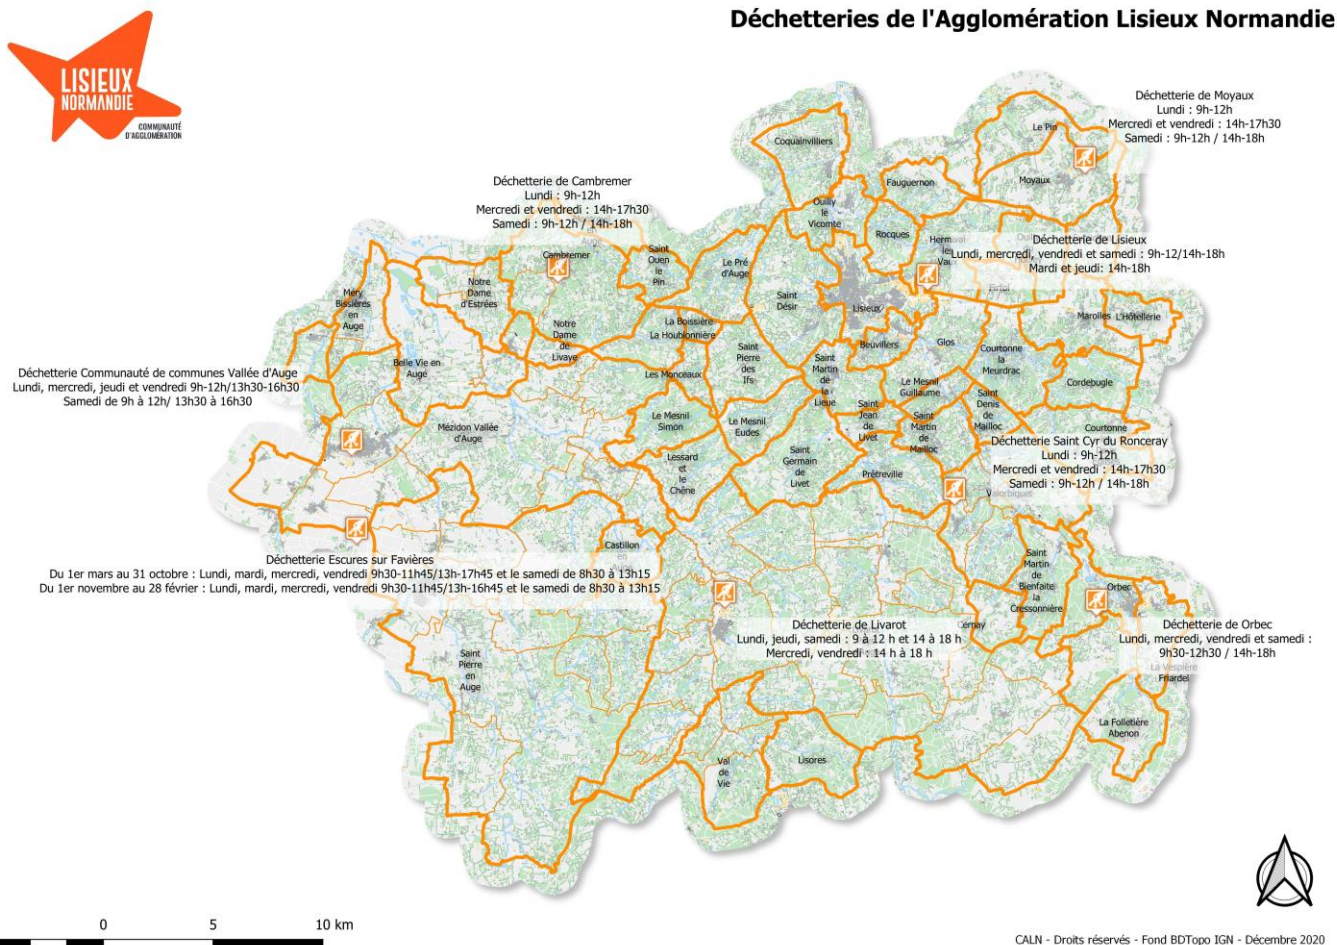 Déchetteries de l'Agglomération Lisieux Normandie
LISIEUX
NORMANDIE
COMMUNAUTÉ
D'AGGLOMÉRATION
Déchetterie de Moyaux
Lundi : 9h-12h
Mercredi et vendredi : 14h-17h30
Samedi : 9h-12h / 14h-18h
Le Pin
Moyaux
Coquainvilliers
Fauguernon
Déchetterie de Cambremer
Lundi : 9h-12h
Mercredi et vendredi : 14h-17h30
Samedi : 9h-12h / 14h-18h
Ouilly
le
Vicomte
Rocques
Cambremer
Saint
Ouen
le
Pin
Le Pré
d'Auge
Déchetterie de Lisieux
Lundi, mercredi, vendredi et samedi : 9h-12/14h-18h
Mardi et jeudi: 14h-18h
Firfol
Méry
Bissières
en
Auge
Notre
Dame
d'Estrées
Saint
Désir
Lisieux
Marolles
L'Hôtellerie
Notre
Dame
de
Livaye
La Boissière
La Houblonnière
Saint
Pierre
des
Ifs
Beuvillers
Glos
Courtonne
la
Meurdrac
Belle Vie en
Auge
Les Monceaux
Saint
Martin
de
la
Lieue
Le Mesnil
Guillaume
Cordebugle
Déchetterie Communauté de communes Vallée d'Auge
Lundi, mercredi, jeudi et vendredi 9h-12h/13h30-16h30
Samedi de 9h à 12h/ 13h30 à 16h30
Mézidon Vallée
d'Auge
Le Mesnil
Simon
Le Mesnil
Eudes
Saint
Jean
de
Livet
Saint
Martin
de
Mailloc
Saint
Denis
de
Mailloc
Courtonne
Déchetterie Saint Cyr du Ronceray
Lundi : 9h-12h
Mercredi et vendredi : 14h-17h30
Samedi : 9h-12h / 14h-18h
Valorbiquet
Lessard
et
le
Chêne
Saint
Germain
de
Livet
Prêtreville
Castillon
en
Auge
Déchetterie Escures sur Favières
Du 1er mars au 31 octobre : Lundi, mardi, mercredi, vendredi 9h30-11h45/13h-17h45 et le samedi de 8h30 à 13h15
Du 1er novembre au 28 février : Lundi, mardi, mercredi, vendredi 9h30-11h45/13h-16h45 et le samedi de 8h30 à 13h15
Saint
Martin
de
Bienfaite
la
Cressonnière
Orbec
Déchetterie de Livarot
Lundi, jeudi, samedi : 9 à 12 h et 14 à 18 h
Mercredi, vendredi : 14 h à 18 h
Cernay
Déchetterie de Orbec
Lundi, mercredi, vendredi et samedi :
9h30-12h30 / 14h-18h
La Vespière
Friardel
Saint
Pierre
en
Auge
La Folletière
Abenon
Val
de
Vie
Lisores
0 5 10 km
CALN - Droits réservés - Fond BDTopo IGN - Décembre 2020